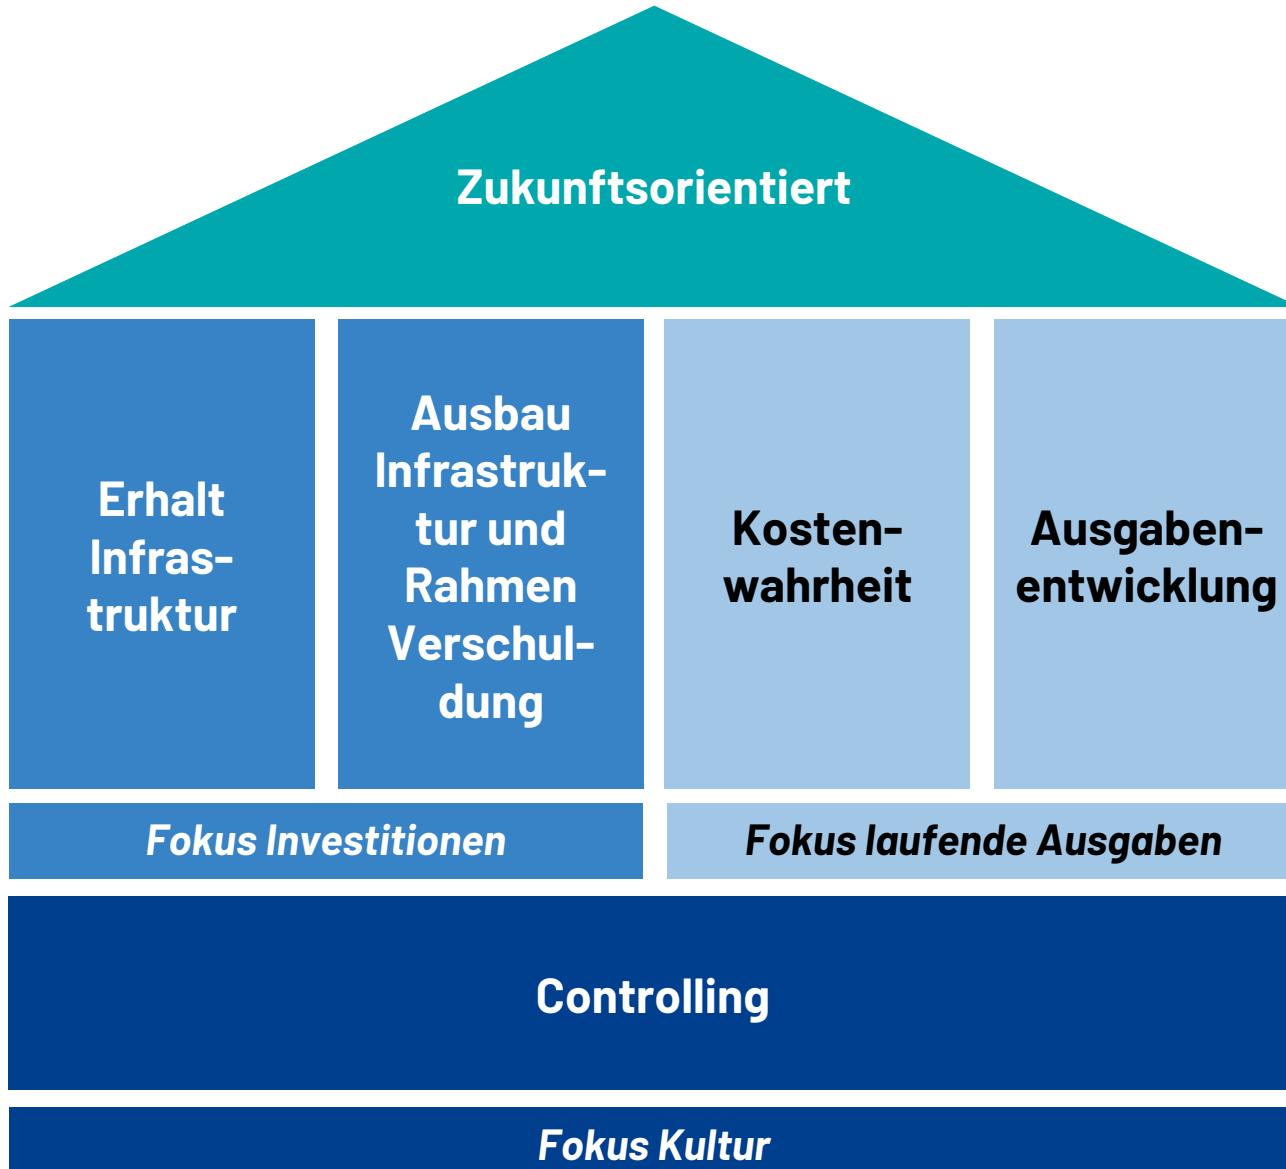 Zukunftsorientiert
Erhalt
Infras-
truktur
Ausbau
Infrastruk-
tur und
Rahmen
Verschul-
dung
Kosten-
wahrheit
Ausgaben-
entwicklung
Fokus Investitionen
Fokus laufende Ausgaben
Controlling
Fokus Kultur